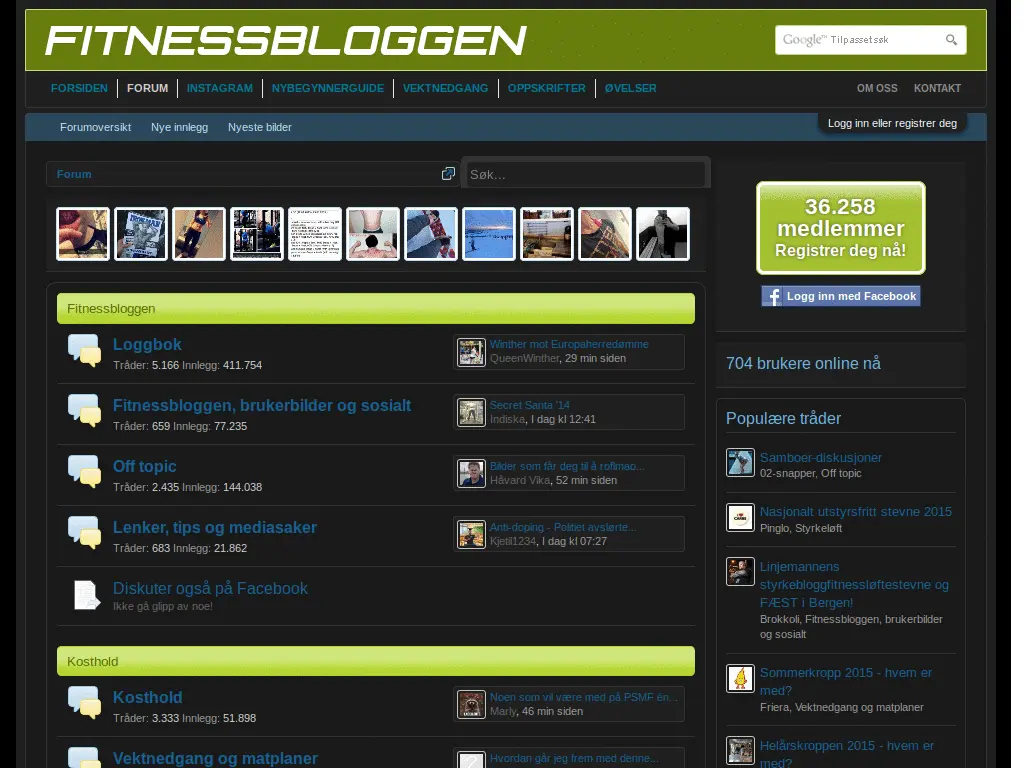 FITNESSBLOGGEN
Google™ Tilpasset søk
FORSIDEN FORUM INSTAGRAM NYBEGYNNERGUIDE VEKTNEDGANG OPPSKRIFTER ØVELSER OM OSS KONTAKT
Forumoversikt Nye innlegg Nyeste bilder
Logg inn eller registrer deg
Forum
Søk...
36.258
medlemmer
Registrer deg nå!
Logg inn med Facebook
704 brukere online nå
Fitnessbloggen
Loggbok
Tråder: 5.166 Innlegg: 411.754
Winther mot Europaherredømme
QueenWinther, 29 min siden
Fitnessbloggen, brukerbilder og sosialt
Tråder: 659 Innlegg: 77.235
Secret Santa '14
Indiska, I dag kl 12:41
Off topic
Tråder: 2.435 Innlegg: 144.038
Bilder som får deg til å roflmao...
Håvard Vika, 52 min siden
Lenker, tips og mediasaker
Tråder: 683 Innlegg: 21.862
Anti-doping - Politiet avslørte...
Kjetil1234, I dag kl 07:27
Diskuter også på Facebook
Ikke gå glipp av noe!
Kosthold
Kosthold
Tråder: 3.333 Innlegg: 51.898
Noen som vil være med på PSMF én...
Marly, 46 min siden
Vektnedgang og matplaner
Hvordan går jeg frem med denne...
Populære tråder
Samboer-diskusjoner
02-snapper, Off topic
Nasjonalt utstyrsfritt stevne 2015
Pinglo, Styrkeløft
Linjemannens
styrkebloggfitnessløftestevne og
FÆST i Bergen!
Brokkoli, Fitnessbloggen, brukerbilder
og sosialt
Sommerkropp 2015 - hvem er
med?
Friera, Vektnedgang og matplaner
Helårskroppen 2015 - hvem er
med?